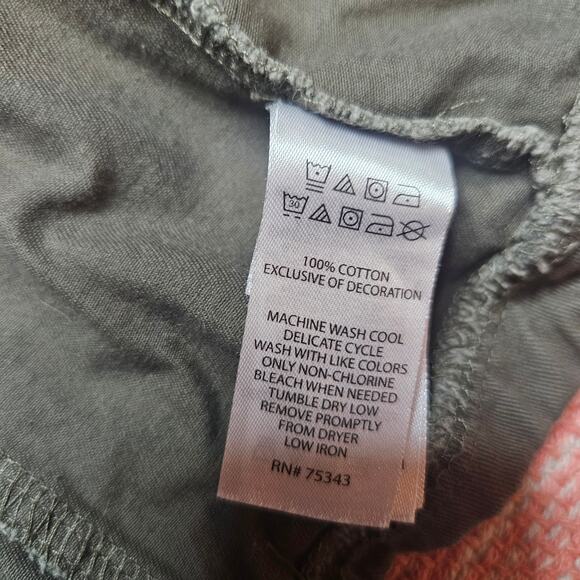 30
100% COTTON
EXCLUSIVE OF DECORATION
MACHINE WASH COOL
DELICATE CYCLE
WASH WITH LIKE COLORS
ONLY NON-CHLORINE
BLEACH WHEN NEEDED
TUMBLE DRY LOW
REMOVE PROMPTLY
FROM DRYER
LOW IRON
RN# 75343